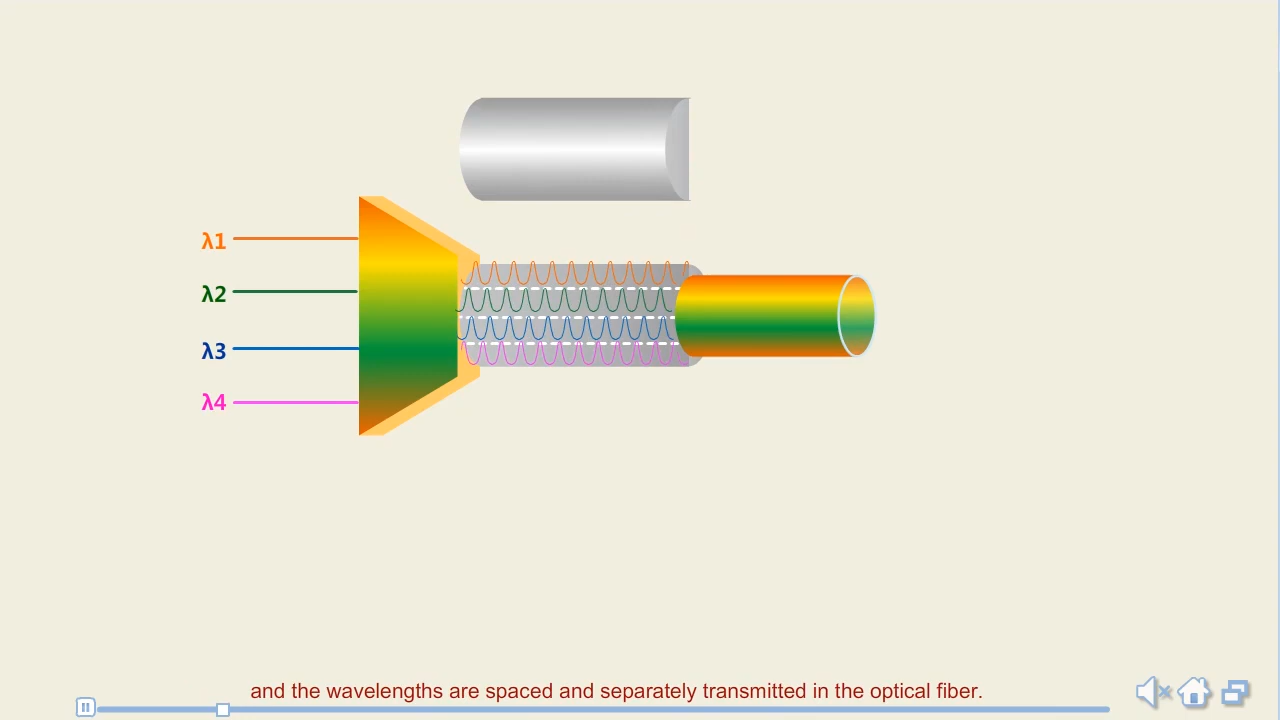 λ1
λ2
λ3
λ4
and the wavelengths are spaced and separately transmitted in the optical fiber.